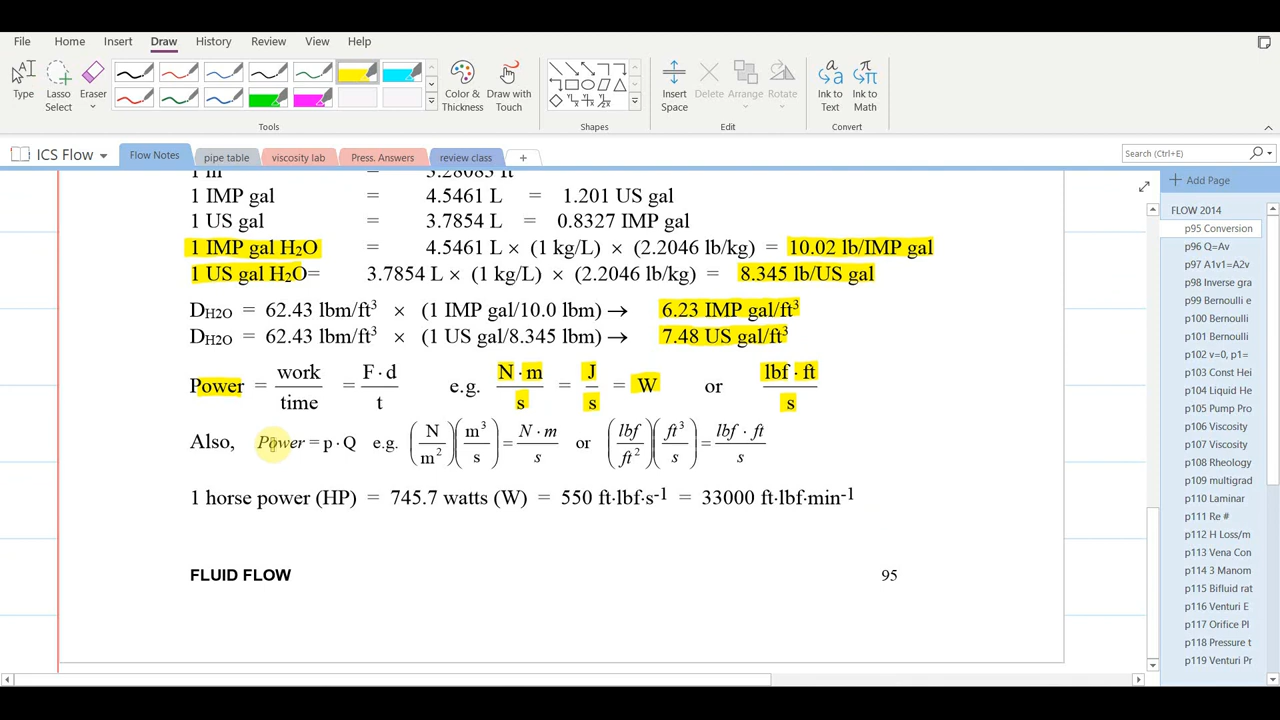 File Home Insert Draw History Review View Help
Type Lasso Select Eraser Color & Thickness Draw with Touch Insert Space Delete Arrange Rotate Ink to Text Ink to Math
Tools Shapes Edit Convert
ICS Flow Flow Notes pipe table viscosity lab Press. Answers review class + Search (Ctrl+E)
1 m = 3.28083 ft
1 IMP gal = 4.5461 L = 1.201 US gal
1 US gal = 3.7854 L = 0.8327 IMP gal
1 IMP gal H₂O = 4.5461 L × (1 kg/L) × (2.2046 lb/kg) = 10.02 lb/IMP gal
1 US gal H₂O= 3.7854 L × (1 kg/L) × (2.2046 lb/kg) = 8.345 lb/US gal
D_H2O = 62.43 lbm/ft³ × (1 IMP gal/10.0 lbm) → 6.23 IMP gal/ft³
D_H2O = 62.43 lbm/ft³ × (1 US gal/8.345 lbm) → 7.48 US gal/ft³
Power = work/time = F · d/t e.g. N · m/s = J/s = W or lbf · ft/s
Also, Power = p · Q e.g. (N/m²)(m³/s) = N · m/s or (lbf/ft²)(ft³/s) = lbf · ft/s
1 horse power (HP) = 745.7 watts (W) = 550 ft·lbf·s⁻¹ = 33000 ft·lbf·min⁻¹
FLUID FLOW 95
+ Add Page
FLOW 2014
p95 Conversion
p96 Q=Av
p97 A1v1=A2v
p98 Inverse gra
p99 Bernoulli e
p100 Bernoulli
p101 Bernoulli
p102 v=0, p1=
p103 Const Hei
p104 Liquid He
p105 Pump Pro
p106 Viscosity
p107 Viscosity
p108 Rheology
p109 multigrad
p110 Laminar
p111 Re #
p112 H Loss/m
p113 Vena Con
p114 3 Manom
p115 Bifluid rat
p116 Venturi E
p117 Orifice Pl
p118 Pressure t
p119 Venturi Pr